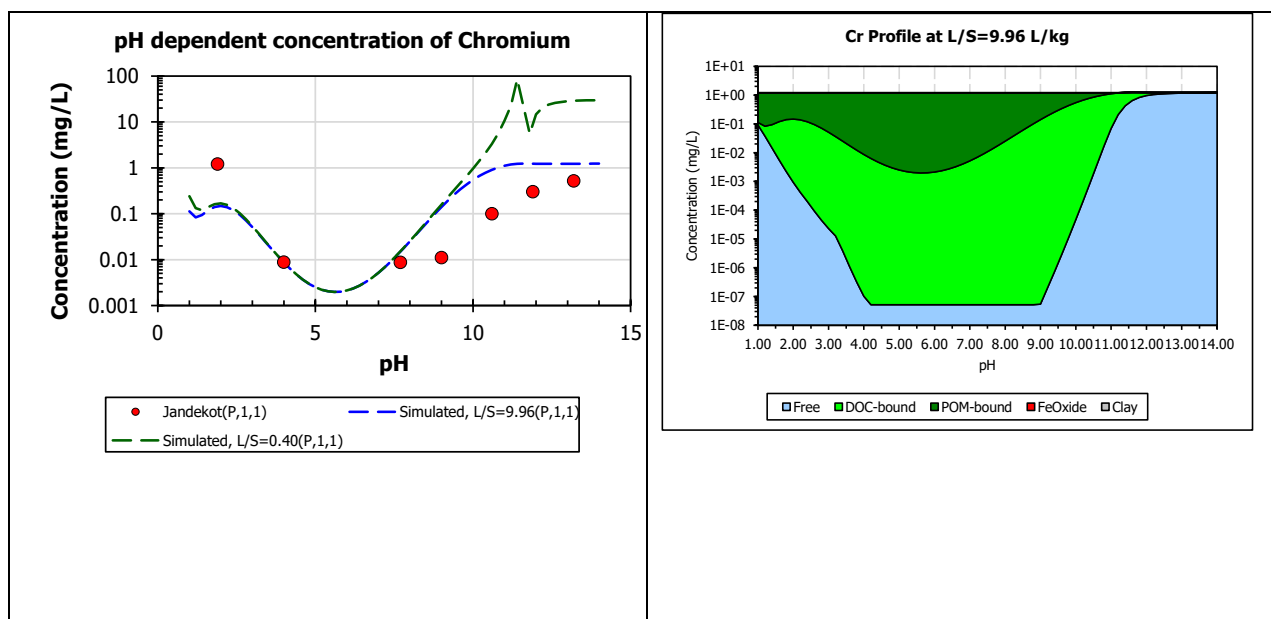 pH dependent concentration of Chromium
Concentration (mg/L)
100
10
1
0.1
0.01
0.001
0 5 10 15
pH
Jandekot(P,1,1) Simulated, L/S=9.96(P,1,1)
Simulated, L/S=0.40(P,1,1)
Cr Profile at L/S=9.96 L/kg
Concentration (mg/L)
1E+01
1E+00
1E-01
1E-02
1E-03
1E-04
1E-05
1E-06
1E-07
1E-08
1.00 2.00 3.00 4.00 5.00 6.00 7.00 8.00 9.00 10.00 11.00 12.00 13.00 14.00
pH
Free DOC-bound POM-bound FeOxide Clay